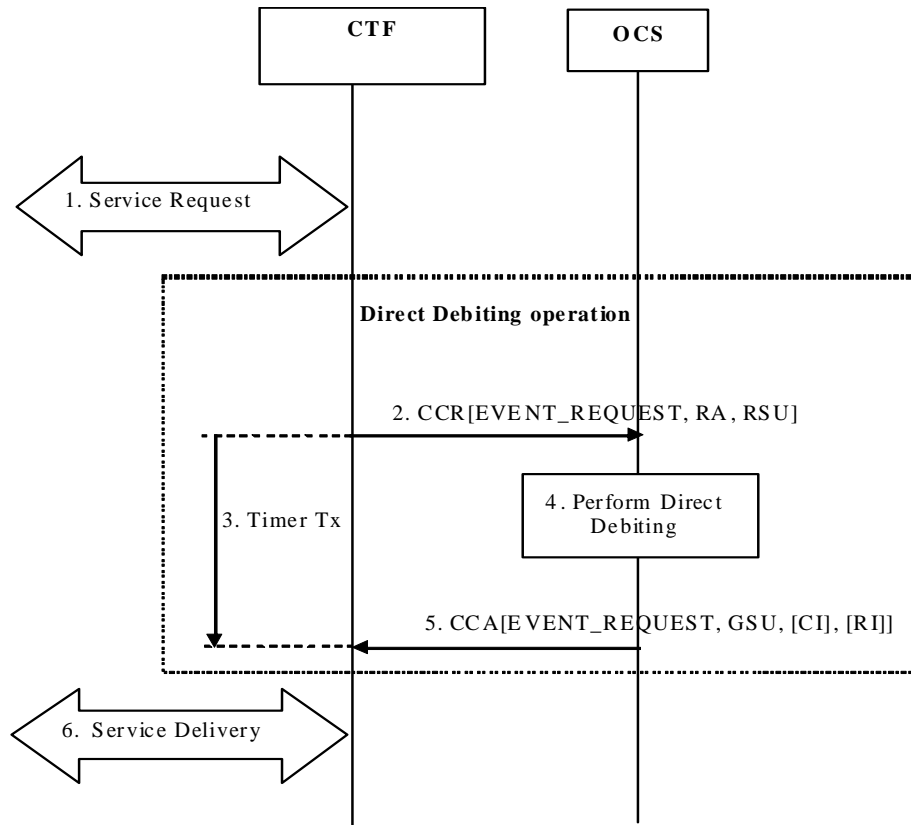 CTF
OCS
1. Service Request
Direct Debiting operation
2. CCR[EVENT_REQUEST, RA, RSU]
3. Timer Tx
4. Perform Direct
Debiting
5. CCA[EVENT_REQUEST, GSU, [CI], [RI]]
6. Service Delivery